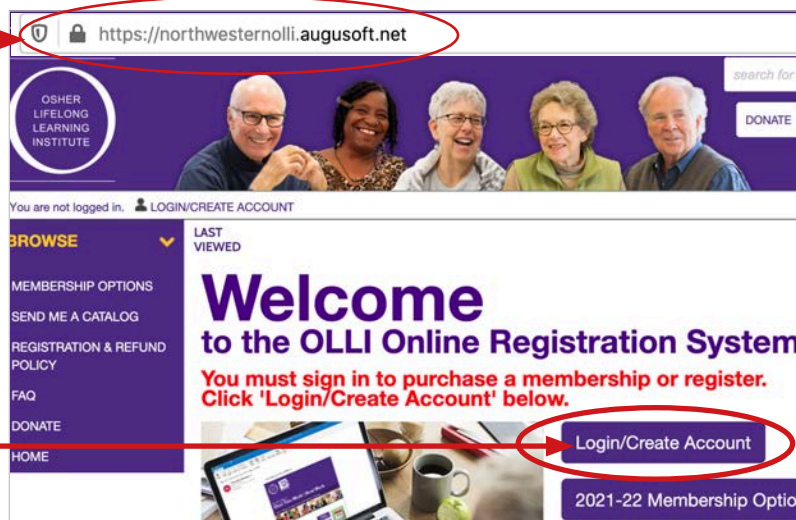 https://northwesternolli.augusoft.net
OSHER
LIFELONG
LEARNING
INSTITUTE
search for
DONATE
You are not logged in. LOGIN/CREATE ACCOUNT
BROWSE
MEMBERSHIP OPTIONS
SEND ME A CATALOG
REGISTRATION & REFUND
POLICY
FAQ
DONATE
HOME
LAST
VIEWED
Welcome
to the OLLI Online Registration System
You must sign in to purchase a membership or register.
Click 'Login/Create Account' below.
Login/Create Account
2021-22 Membership Optio